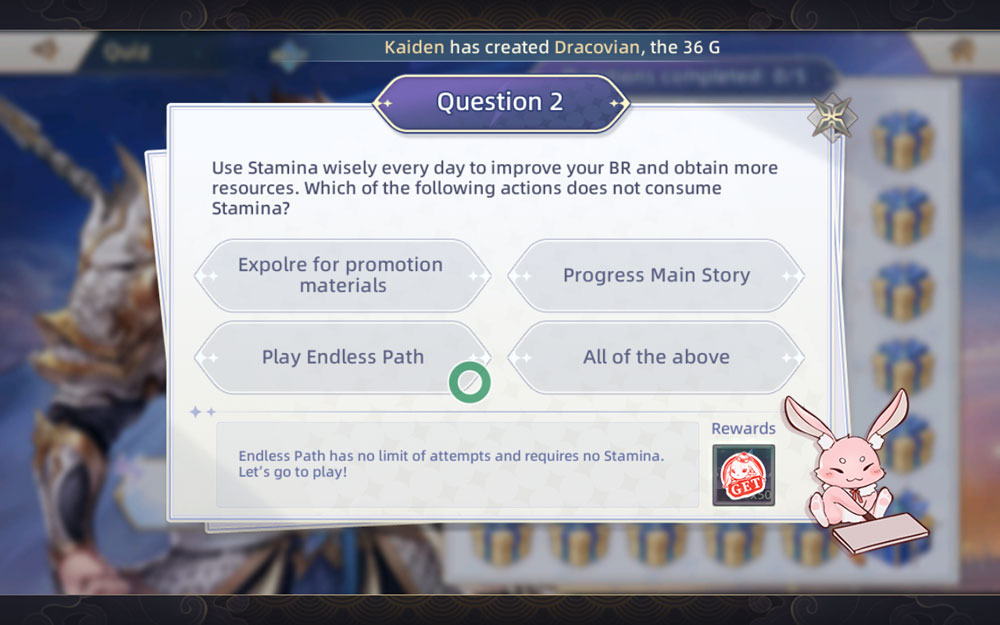 Quiz
Kaiden has created Dracovian, the 36 G
Question 2
Use Stamina wisely every day to improve your BR and obtain more
resources. Which of the following actions does not consume
Stamina?
Expolre for promotion
materials
Progress Main Story
Play Endless Path
All of the above
Endless Path has no limit of attempts and requires no Stamina.
Let's go to play!
Rewards
GET
x50